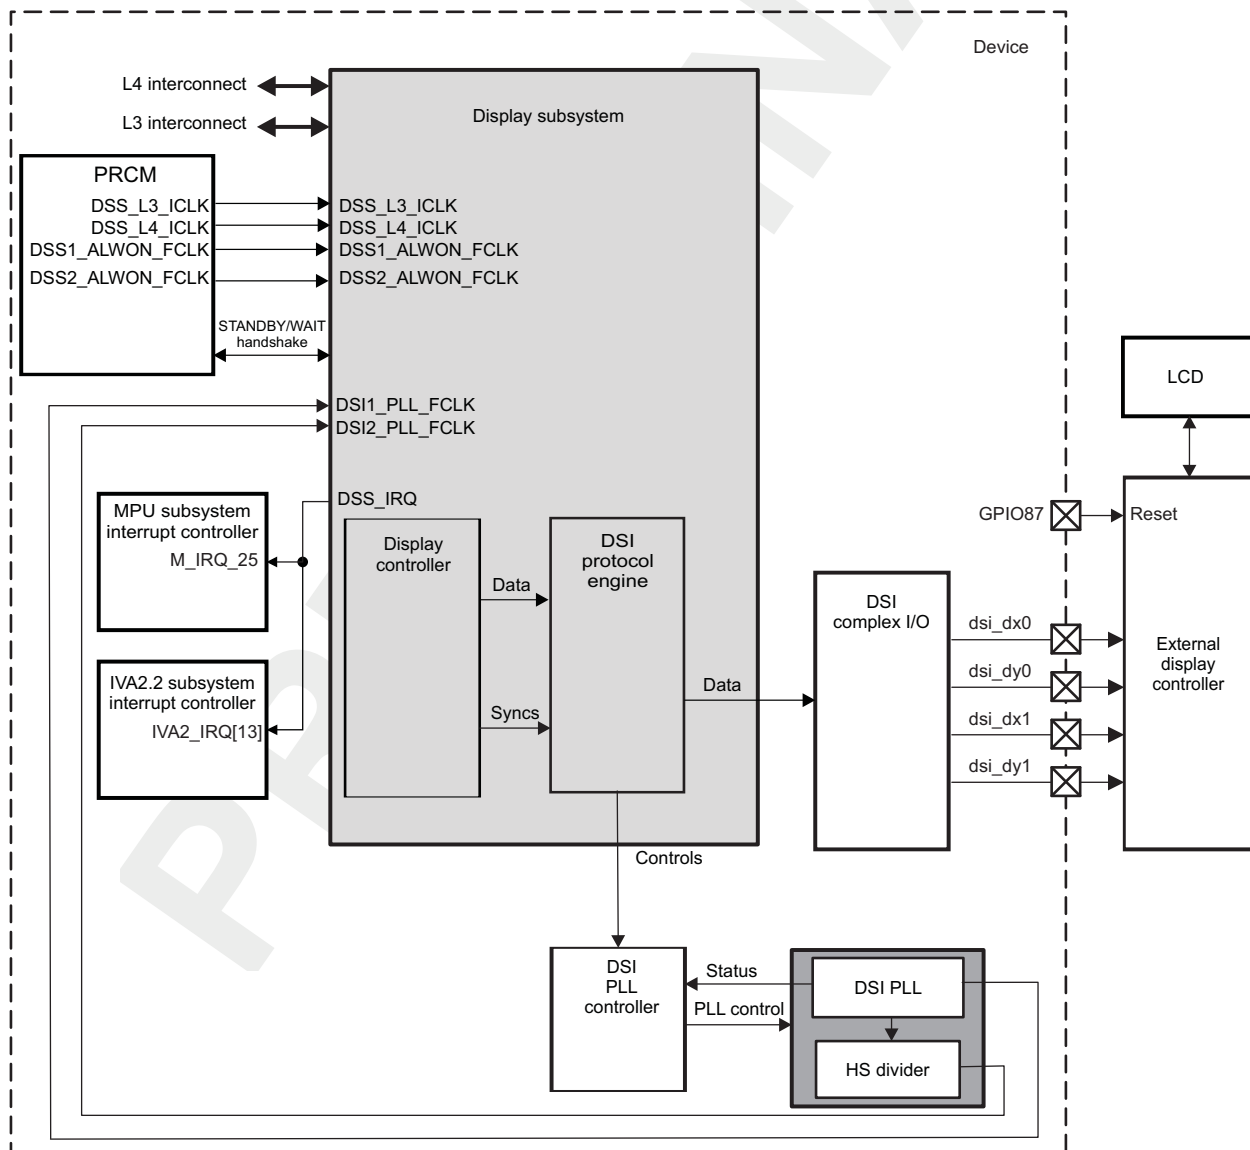 Device
L4 interconnect
L3 interconnect
Display subsystem
PRCM
DSS_L3_ICLK
DSS_L4_ICLK
DSS1_ALWON_FCLK
DSS2_ALWON_FCLK
DSS_L3_ICLK
DSS_L4_ICLK
DSS1_ALWON_FCLK
DSS2_ALWON_FCLK
STANDBY/WAIT
handshake
DSI1_PLL_FCLK
DSI2_PLL_FCLK
LCD
DSS_IRQ
MPU subsystem
interrupt controller
M_IRQ_25
GPIO87
Reset
Display
controller
DSI
protocol
engine
Data
Syncs
IVA2.2 subsystem
interrupt controller
IVA2_IRQ[13]
Data
DSI
complex I/O
dsi_dx0
dsi_dy0
dsi_dx1
dsi_dy1
External
display
controller
Controls
DSI
PLL
controller
Status
PLL control
DSI PLL
HS divider